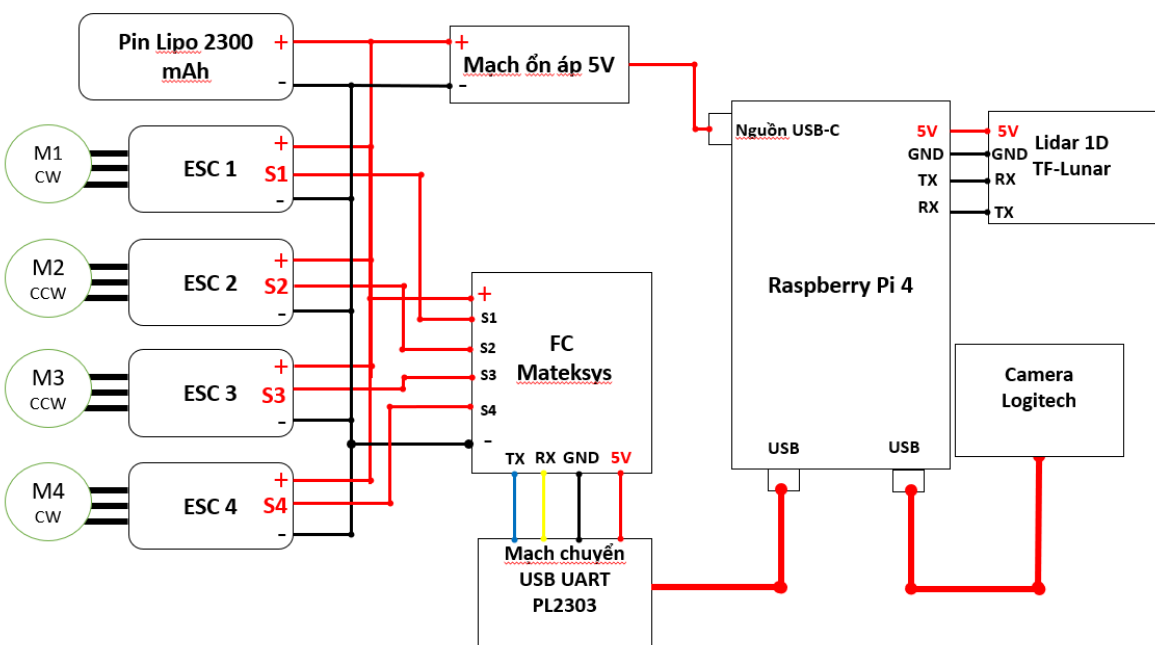 Pin Lipo 2300
mAh
+
-
+
Mạch ổn áp 5V
-
M1
CW
ESC 1
+
S1
-
M2
CCW
ESC 2
+
S2
-
M3
CCW
ESC 3
+
S3
-
M4
CW
ESC 4
+
S4
-
+
S1
S2
S3
S4
-
FC
Mateksys
TX RX GND 5V
Mạch chuyển
USB UART
PL2303
Nguồn USB-C
Raspberry Pi 4
5V
GND
TX
RX
USB
USB
5V
GND
RX
TX
Lidar 1D
TF-Lunar
Camera
Logitech